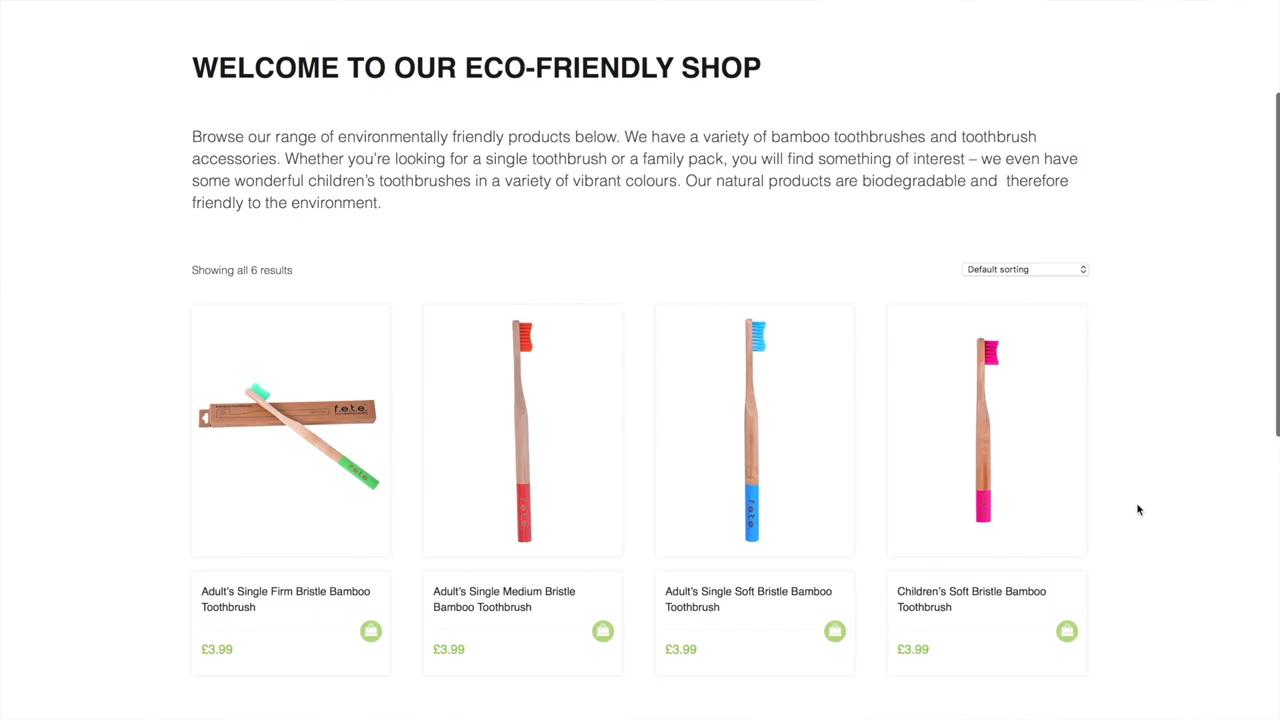 WELCOME TO OUR ECO-FRIENDLY SHOP
Browse our range of environmentally friendly products below. We have a variety of bamboo toothbrushes and toothbrush
accessories. Whether you're looking for a single toothbrush or a family pack, you will find something of interest – we even have
some wonderful children's toothbrushes in a variety of vibrant colours. Our natural products are biodegradable and therefore
friendly to the environment.
Showing all 6 results
Default sorting
f.e.t.e.
f.e.t.e.
f.e.t.e.
f.e.t.e.
f.e.t.e.
Adult's Single Firm Bristle Bamboo
Toothbrush
£3.99
Adult's Single Medium Bristle
Bamboo Toothbrush
£3.99
Adult's Single Soft Bristle Bamboo
Toothbrush
£3.99
Children's Soft Bristle Bamboo
Toothbrush
£3.99